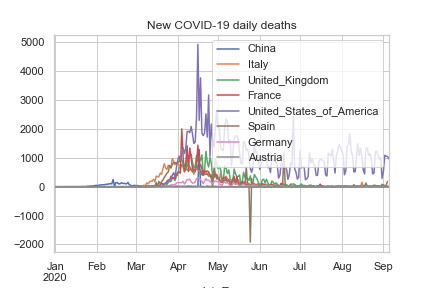 New COVID-19 daily deaths
5000
4000
3000
2000
1000
0
−1000
−2000
China
Italy
United_Kingdom
France
United_States_of_America
Spain
Germany
Austria
Jan Feb Mar Apr May Jun Jul Aug Sep
2020